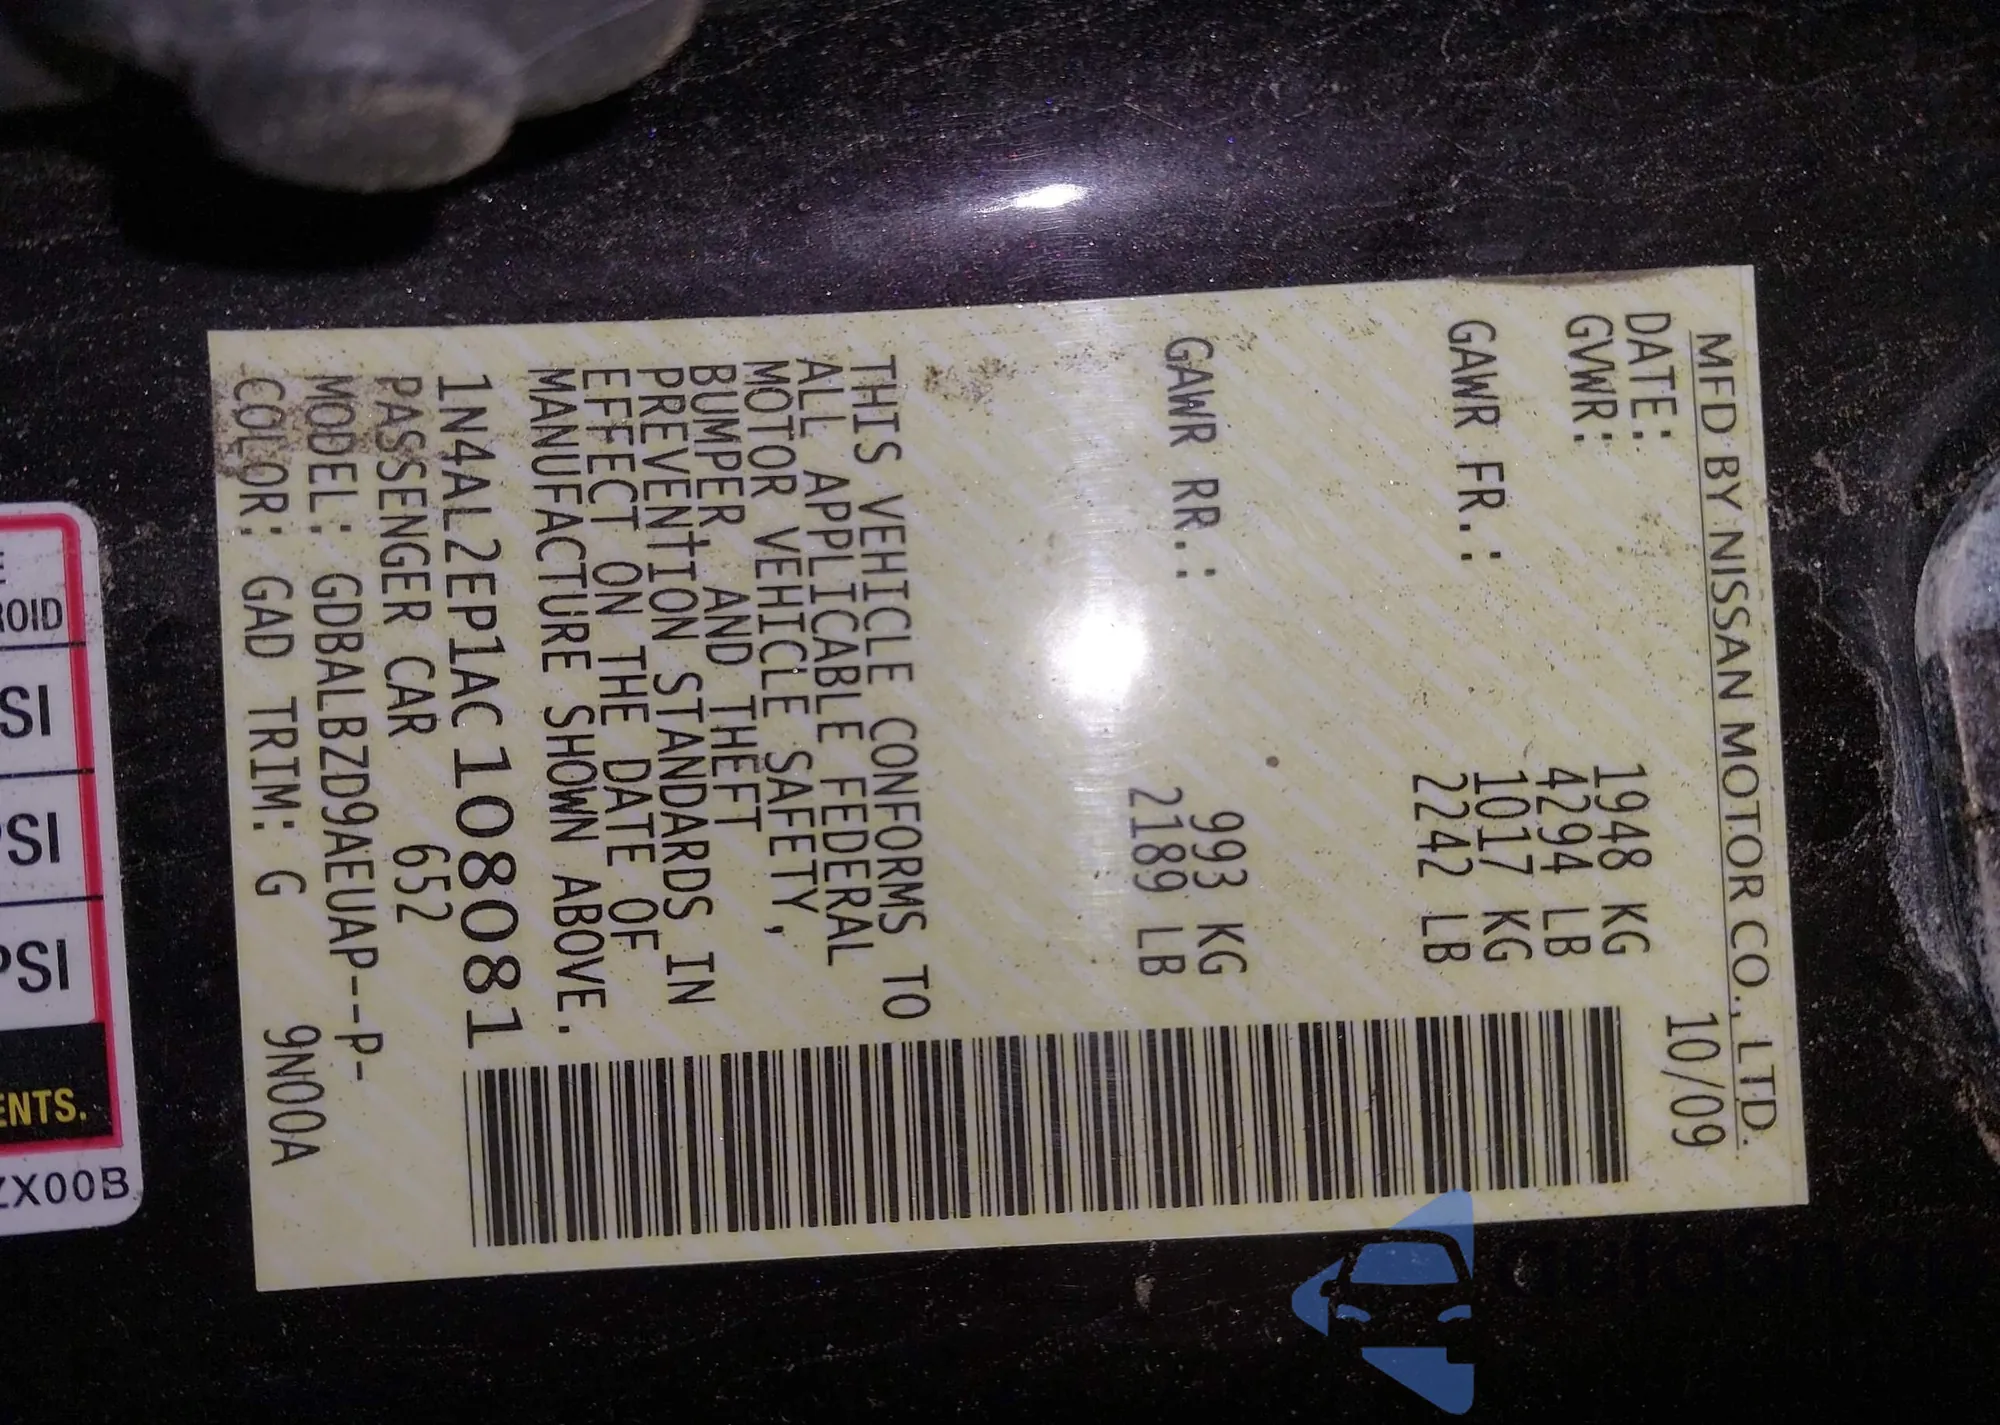 MFD BY NISSAN MOTOR CO., LTD.
DATE: 10/09
GVWR: 1948 KG
4294 LB
GAWR FR.: 1017 KG
2242 LB
GAWR RR.: 993 KG
2189 LB
THIS VEHICLE CONFORMS TO
ALL APPLICABLE FEDERAL
MOTOR VEHICLE SAFETY,
BUMPER AND THEFT
PREVENTION STANDARDS IN
EFFECT ON THE DATE OF
MANUFACTURE SHOWN ABOVE.
1N4AL2EP1AC108081
PASSENGER CAR 652
MODEL: GDBALBZD9AEUAP--P-
COLOR: GAD TRIM: G 9N00A
PSI
PSI
PSI
ENTS.
ZX00B